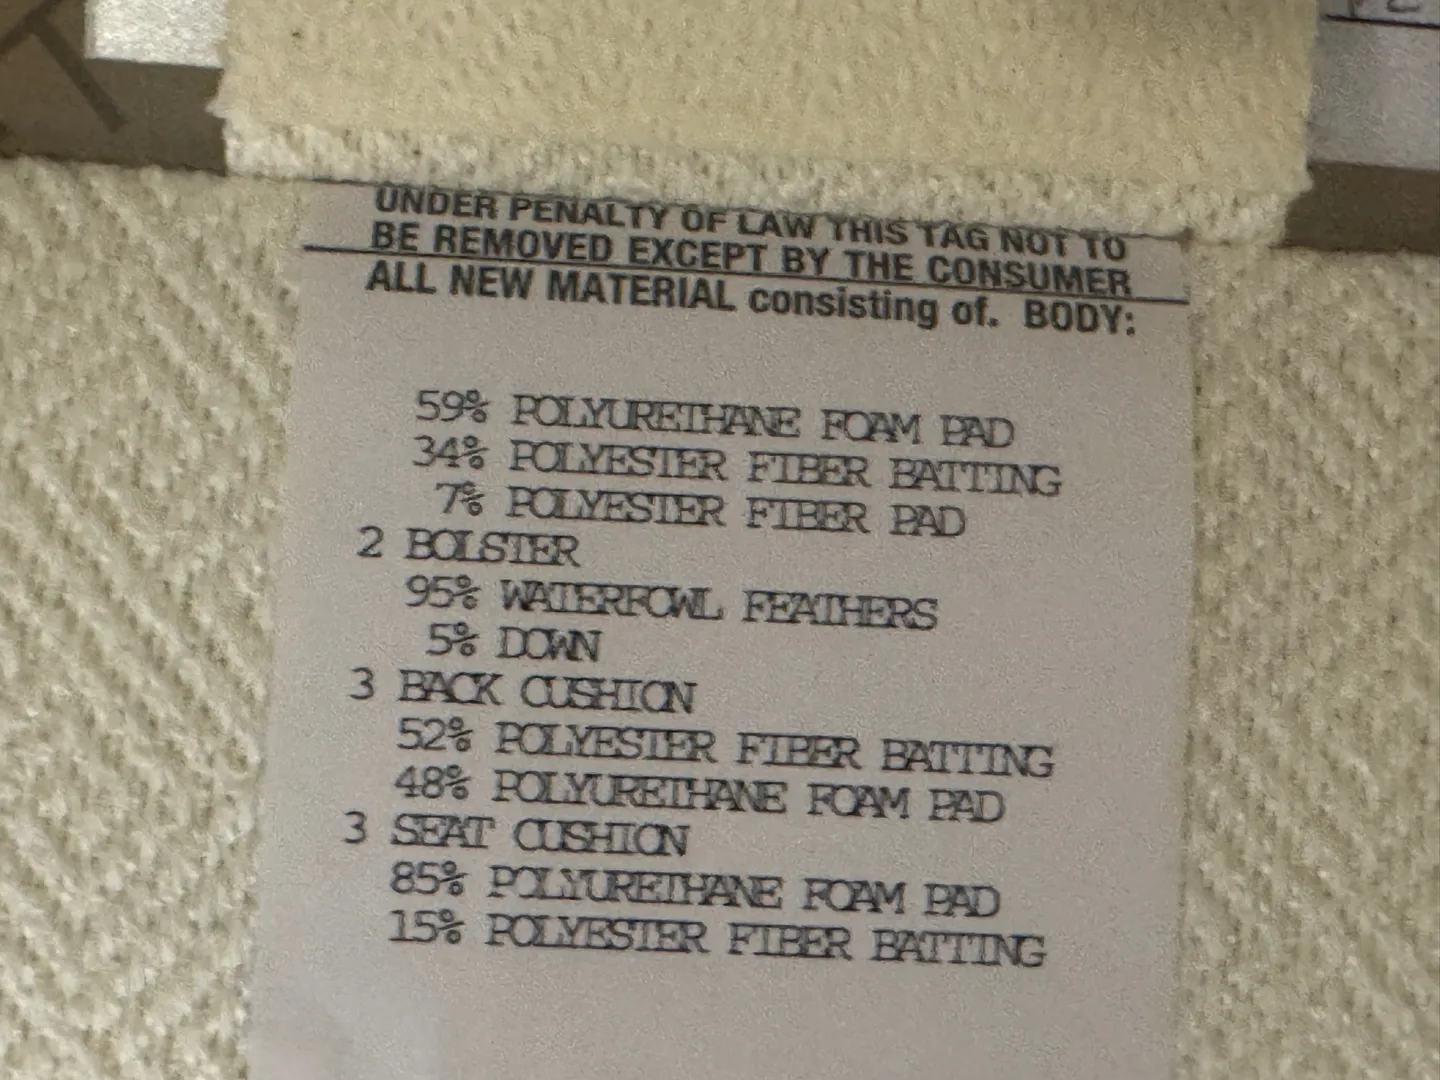 UNDER PENALTY OF LAW THIS TAG NOT TO
BE REMOVED EXCEPT BY THE CONSUMER
ALL NEW MATERIAL consisting of. BODY:
59% POLYURETHANE FOAM PAD
34% POLYESTER FIBER BATTING
7% POLYESTER FIBER PAD
2 BOLSTER
95% WATERFOWL FEATHERS
5% DOWN
3 BACK CUSHION
52% POLYESTER FIBER BATTING
48% POLYURETHANE FOAM PAD
3 SEAT CUSHION
85% POLYURETHANE FOAM PAD
15% POLYESTER FIBER BATTING